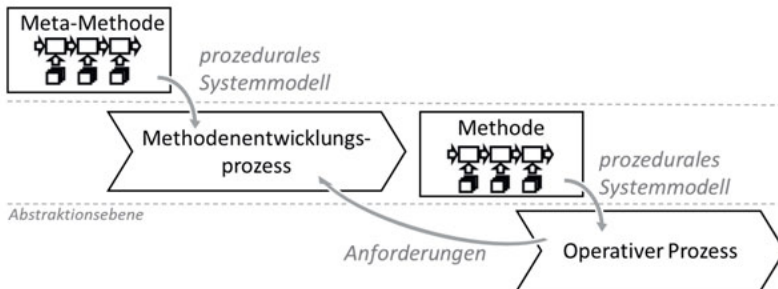 Meta-Methode
prozedurales
Systemmodell
Methodenentwicklungs-
prozess
Methode
prozedurales
Systemmodell
Abstraktionsebene
Anforderungen
Operativer Prozess